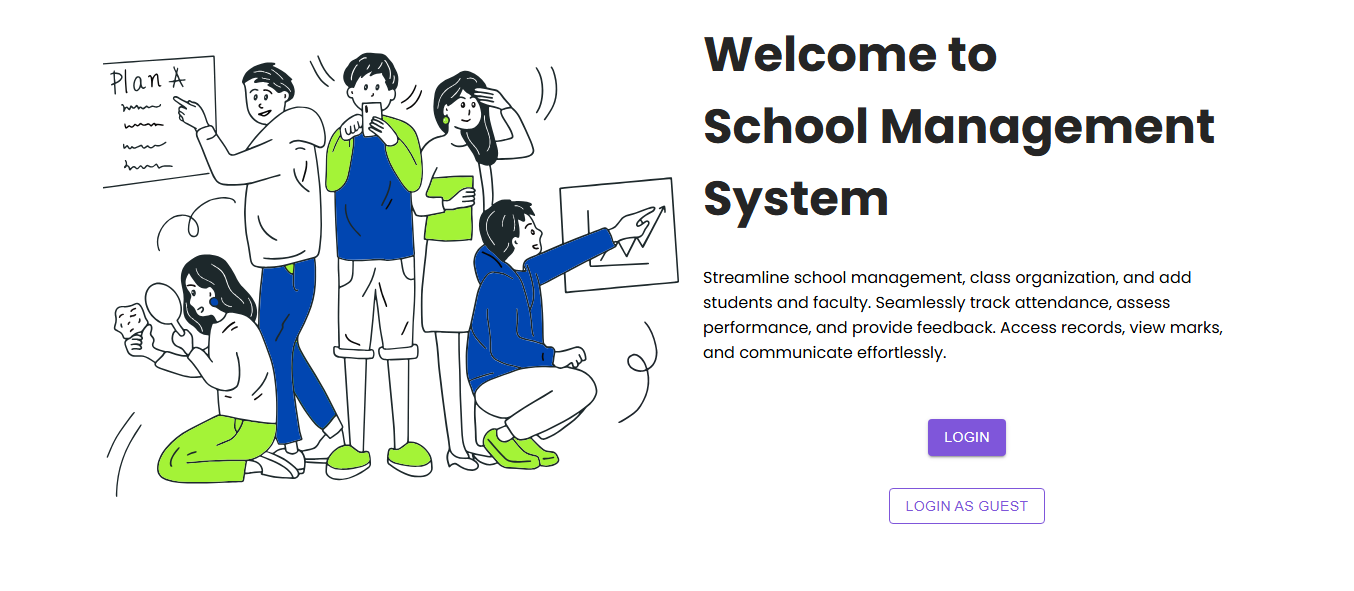 Plan A
Welcome to
School Management
System
Streamline school management, class organization, and add
students and faculty. Seamlessly track attendance, assess
performance, and provide feedback. Access records, view marks,
and communicate effortlessly.
LOGIN
LOGIN AS GUEST